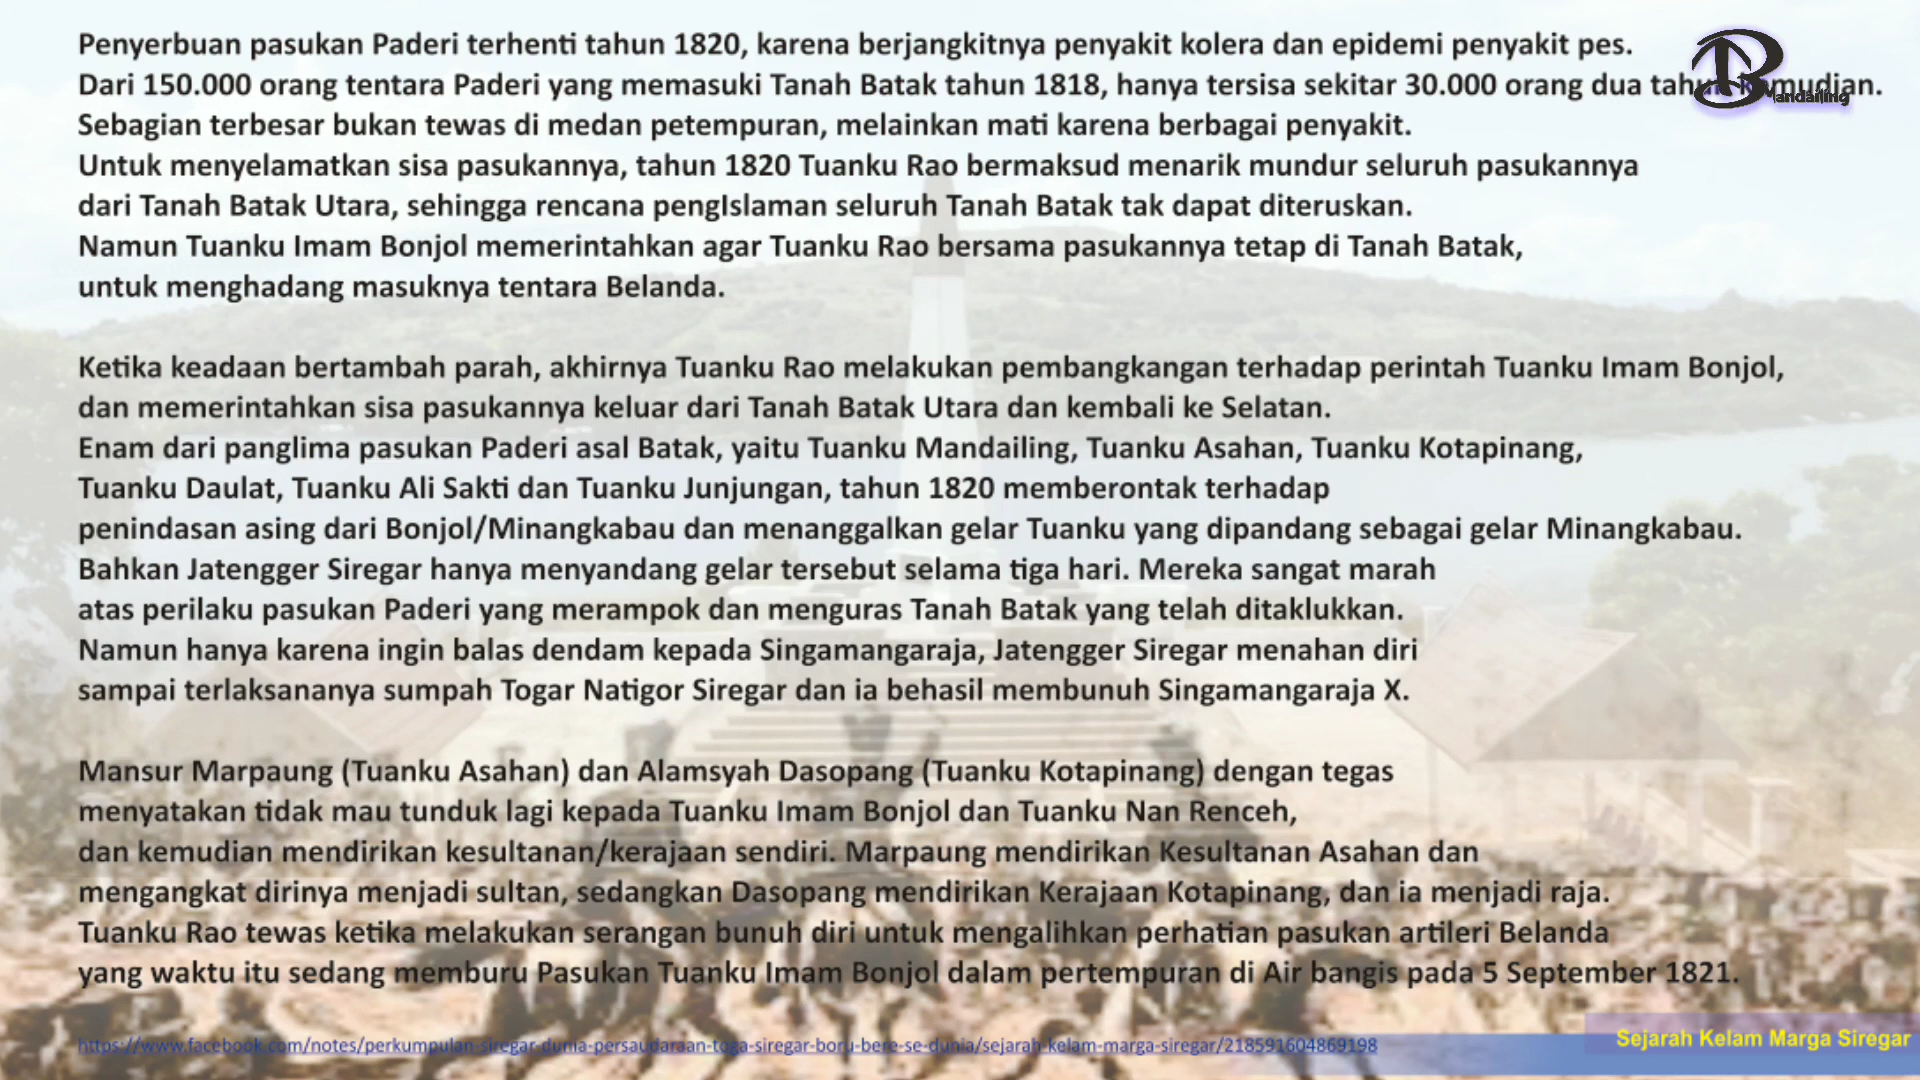 Penyerbuan pasukan Paderi terhenti tahun 1820, karena berjangkitnya penyakit kolera dan epidemi penyakit pes.
Dari 150.000 orang tentara Paderi yang memasuki Tanah Batak tahun 1818, hanya tersisa sekitar 30.000 orang dua tahun kemudian.
Sebagian terbesar bukan tewas di medan petempuran, melainkan mati karena berbagai penyakit.
Untuk menyelamatkan sisa pasukannya, tahun 1820 Tuanku Rao bermaksud menarik mundur seluruh pasukannya
dari Tanah Batak Utara, sehingga rencana pengIslaman seluruh Tanah Batak tak dapat diteruskan.
Namun Tuanku Imam Bonjol memerintahkan agar Tuanku Rao bersama pasukannya tetap di Tanah Batak,
untuk menghadang masuknya tentara Belanda.
Ketika keadaan bertambah parah, akhirnya Tuanku Rao melakukan pembangkangan terhadap perintah Tuanku Imam Bonjol,
dan memerintahkan sisa pasukannya keluar dari Tanah Batak Utara dan kembali ke Selatan.
Enam dari panglima pasukan Paderi asal Batak, yaitu Tuanku Mandailing, Tuanku Asahan, Tuanku Kotapinang,
Tuanku Daulat, Tuanku Ali Sakti dan Tuanku Junjungan, tahun 1820 memberontak terhadap
penindasan asing dari Bonjol/Minangkabau dan menanggalkan gelar Tuanku yang dipandang sebagai gelar Minangkabau.
Bahkan Jatengger Siregar hanya menyandang gelar tersebut selama tiga hari. Mereka sangat marah
atas perilaku pasukan Paderi yang merampok dan menguras Tanah Batak yang telah ditaklukkan.
Namun hanya karena ingin balas dendam kepada Singamangaraja, Jatengger Siregar menahan diri
sampai terlaksananya sumpah Togar Natigor Siregar dan ia behasil membunuh Singamangaraja X.
Mansur Marpaung (Tuanku Asahan) dan Alamsyah Dasopang (Tuanku Kotapinang) dengan tegas
menyatakan tidak mau tunduk lagi kepada Tuanku Imam Bonjol dan Tuanku Nan Renceh,
dan kemudian mendirikan kesultanan/kerajaan sendiri. Marpaung mendirikan Kesultanan Asahan dan
mengangkat dirinya menjadi sultan, sedangkan Dasopang mendirikan Kerajaan Kotapinang, dan ia menjadi raja.
Tuanku Rao tewas ketika melakukan serangan bunuh diri untuk mengalihkan perhatian pasukan artileri Belanda
yang waktu itu sedang memburu Pasukan Tuanku Imam Bonjol dalam pertempuran di Air bangis pada 5 September 1821.
https://www.facebook.com/notes/perkumpulan-siregar-dunia-persaudaraan-toga-siregar-boru-bere-se-dunia/sejarah-kelam-marga-siregar/218591604869198
Sejarah Kelam Marga Siregar